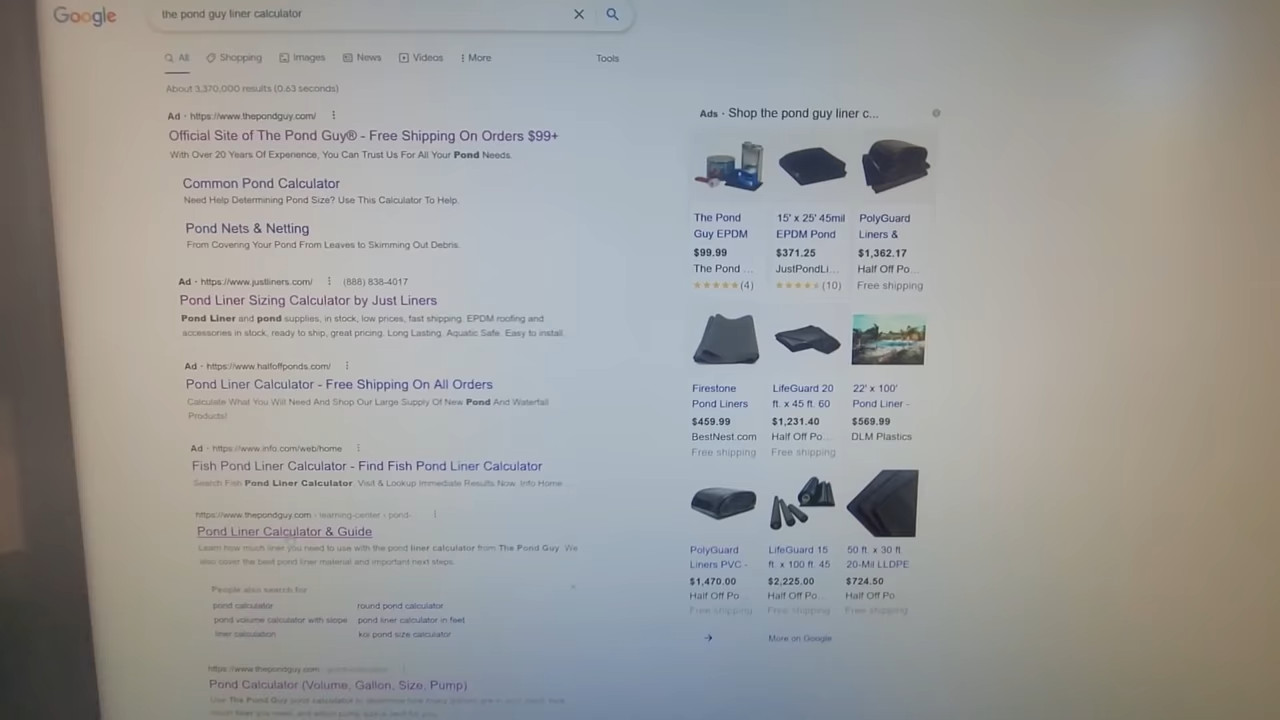 Google
the pond guy liner calculator
All
Shopping
Images
News
Videos
More
Tools
About 3,370,000 results (0.63 seconds)
Ad · https://www.thepondguy.com/
Official Site of The Pond Guy® - Free Shipping On Orders $99+
With Over 20 Years Of Experience, You Can Trust Us For All Your Pond Needs.
Common Pond Calculator
Need Help Determining Pond Size? Use This Calculator To Help.
Pond Nets & Netting
From Covering Your Pond From Leaves to Skimming Out Debris.
Ad · https://www.justliners.com/ (888) 838-4017
Pond Liner Sizing Calculator by Just Liners
Pond Liner and pond supplies, in stock, low prices, fast shipping. EPDM roofing and
accessories in stock, ready to ship, great pricing. Long Lasting. Aquatic Safe. Easy to install.
Ad · https://www.halfoffponds.com/
Pond Liner Calculator - Free Shipping On All Orders
Calculate What You Will Need And Shop Our Large Supply Of New Pond And Waterfall
Products!
Ad · https://www.info.com/web/home
Fish Pond Liner Calculator - Find Fish Pond Liner Calculator
Search Fish Pond Liner Calculator. Visit & Lookup Immediate Results Now. Info Home
https://www.thepondguy.com › learning-center › pond-
Pond Liner Calculator & Guide
Learn how much liner you need to use with the pond liner calculator from The Pond Guy. We
also cover the best pond liner material and important next steps.
People also search for
pond calculator
round pond calculator
pond volume calculator with slope
pond liner calculator in feet
liner calculation
koi pond size calculator
https://www.thepondguy.com
Pond Calculator (Volume, Gallon, Size, Pump)
Use The Pond Guy pond calculator to determine how many gallons are in your pond, how
Ads · Shop the pond guy liner c...
The Pond
Guy EPDM
$99.99
The Pond ...
(4)
15' x 25' 45mil
EPDM Pond
$371.25
JustPondLi...
(10)
PolyGuard
Liners &
$1,362.17
Half Off Po...
Free shipping
Firestone
Pond Liners
$459.99
BestNest.com
Free shipping
LifeGuard 20
ft. x 45 ft. 60
$1,231.40
Half Off Po...
Free shipping
22' x 100'
Pond Liner -
$569.99
DLM Plastics
PolyGuard
Liners PVC -
$1,470.00
Half Off Po...
Free shipping
LifeGuard 15
ft. x 100 ft. 45
$2,225.00
Half Off Po...
Free shipping
50 ft. x 30 ft.
20-Mil LLDPE
$724.50
Half Off Po...
Free shipping
More on Google